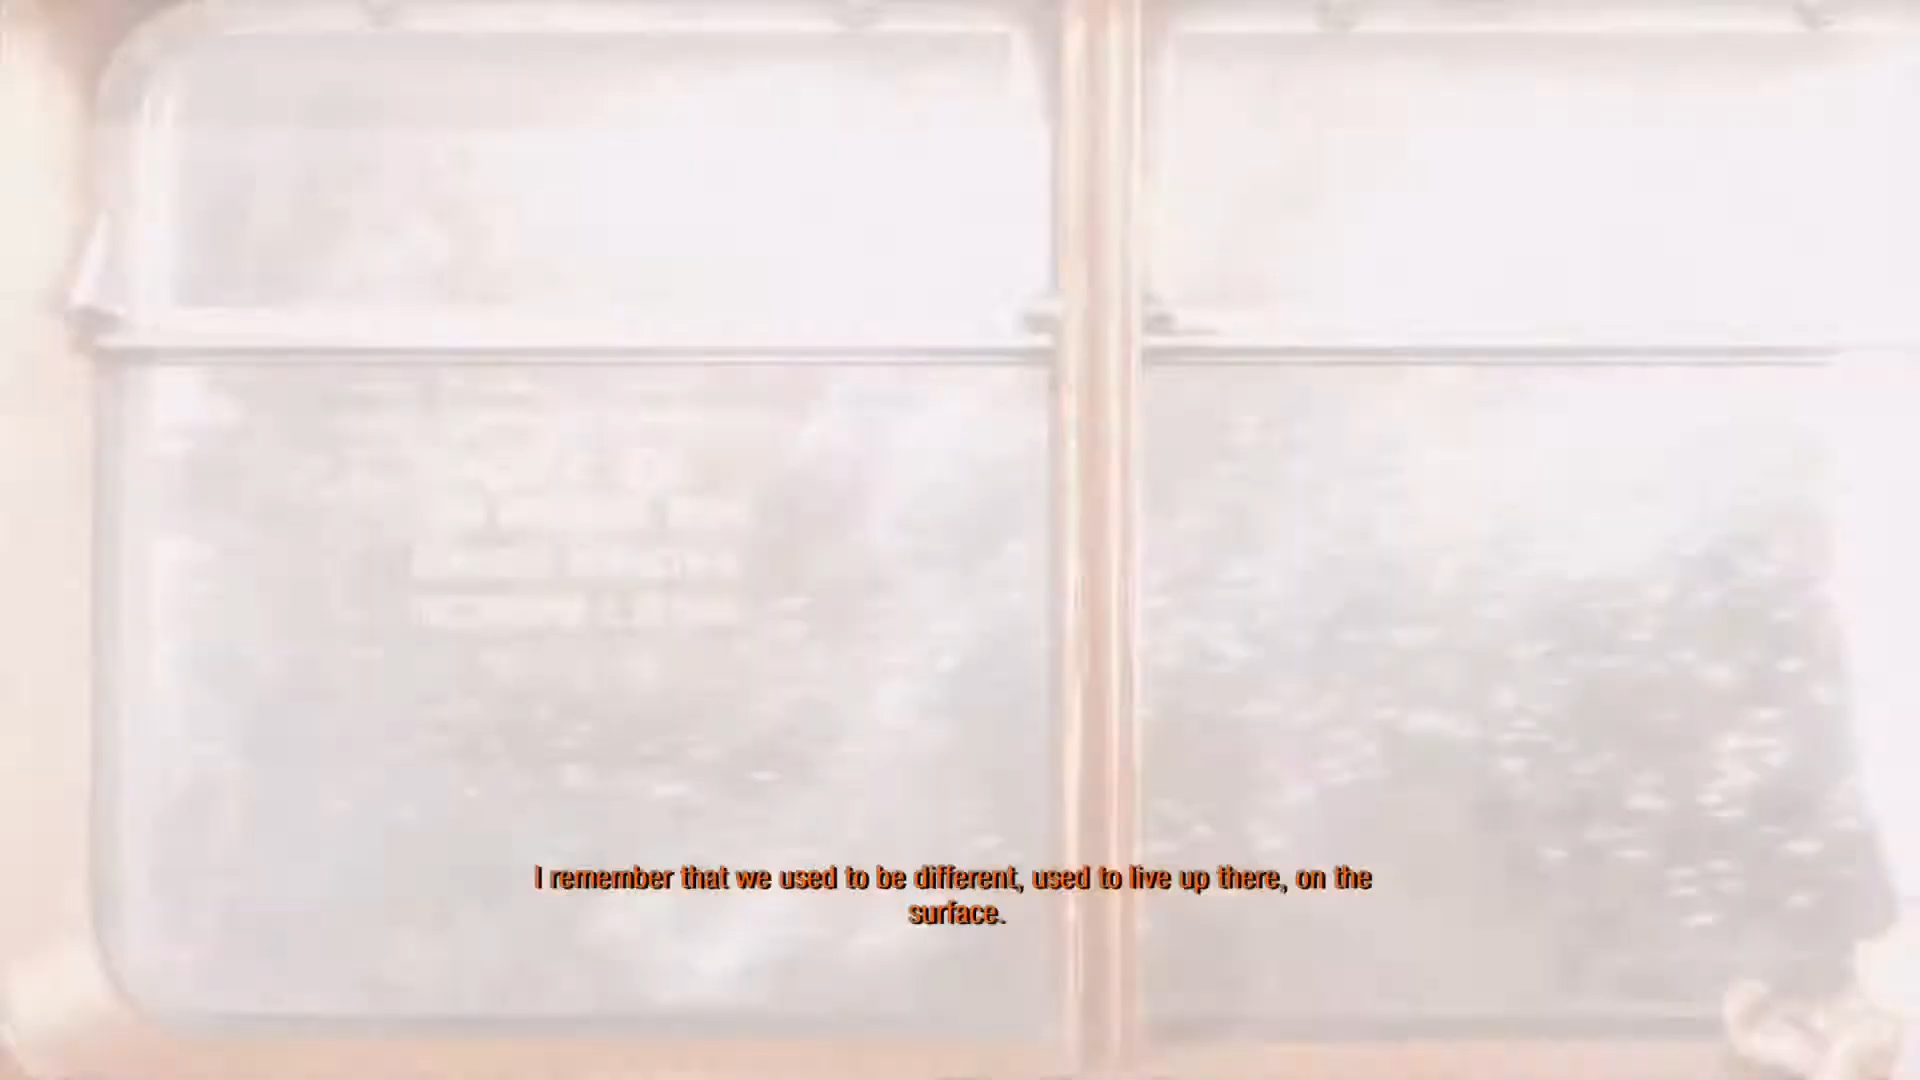 I remember that we used to be different, used to live up there, on the
surface.